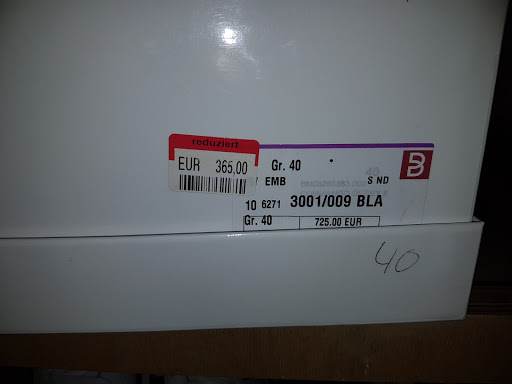 reduziert
EUR 365,00
Gr. 40
EMB S ND
B
10 6271 3001/009 BLA
Gr. 40 725.00 EUR
40